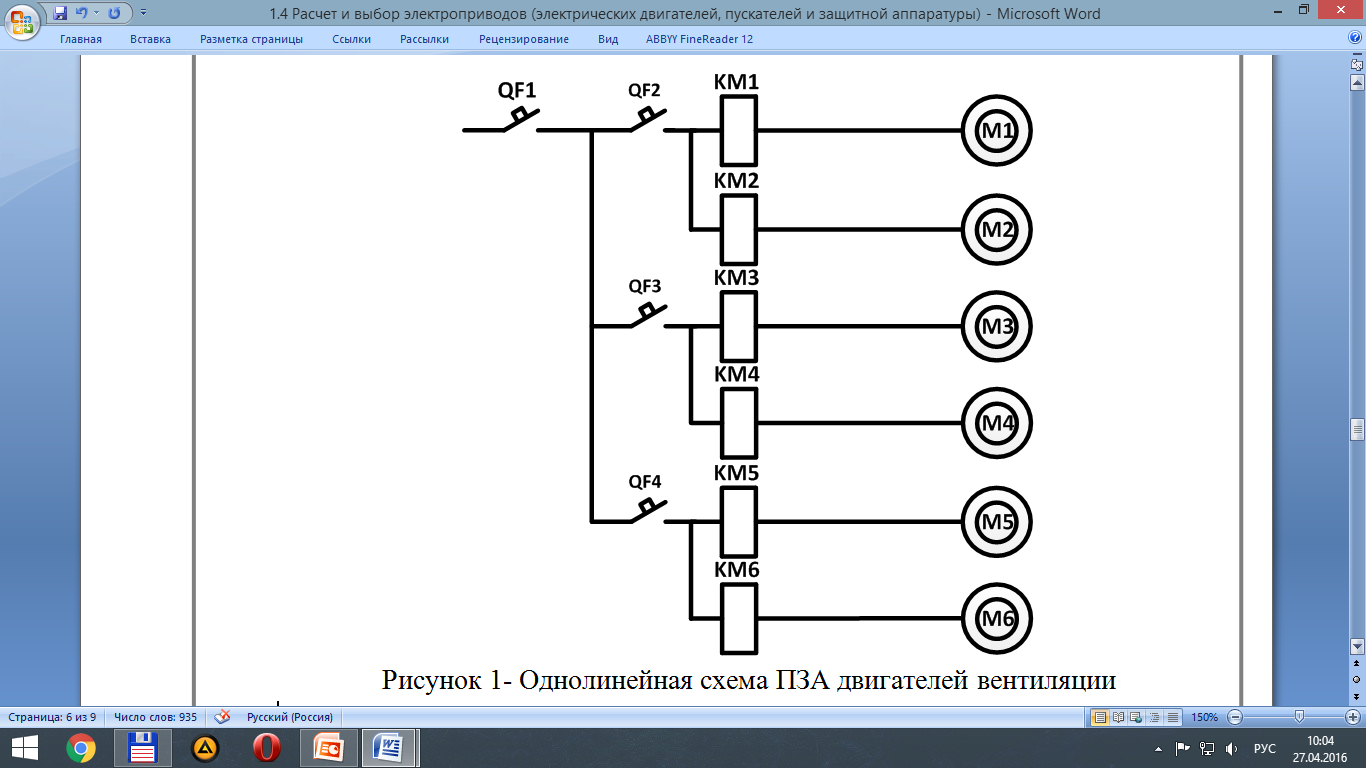 1.4 Расчет и выбор электроприводов (электрических двигателей, пускателей и защитной аппаратуры) - Microsoft Word
Главная Вставка Разметка страницы Ссылки Рассылки Рецензирование Вид ABBYY FineReader 12
QF1 QF2 KM1
M1
KM2
M2
QF3 KM3
M3
KM4
M4
QF4 KM5
M5
KM6
M6
Рисунок 1- Однолинейная схема ПЗА двигателей вентиляции
Страница: 6 из 9 Число слов: 935 Русский (Россия) 150%
РУС 10:04
27.04.2016